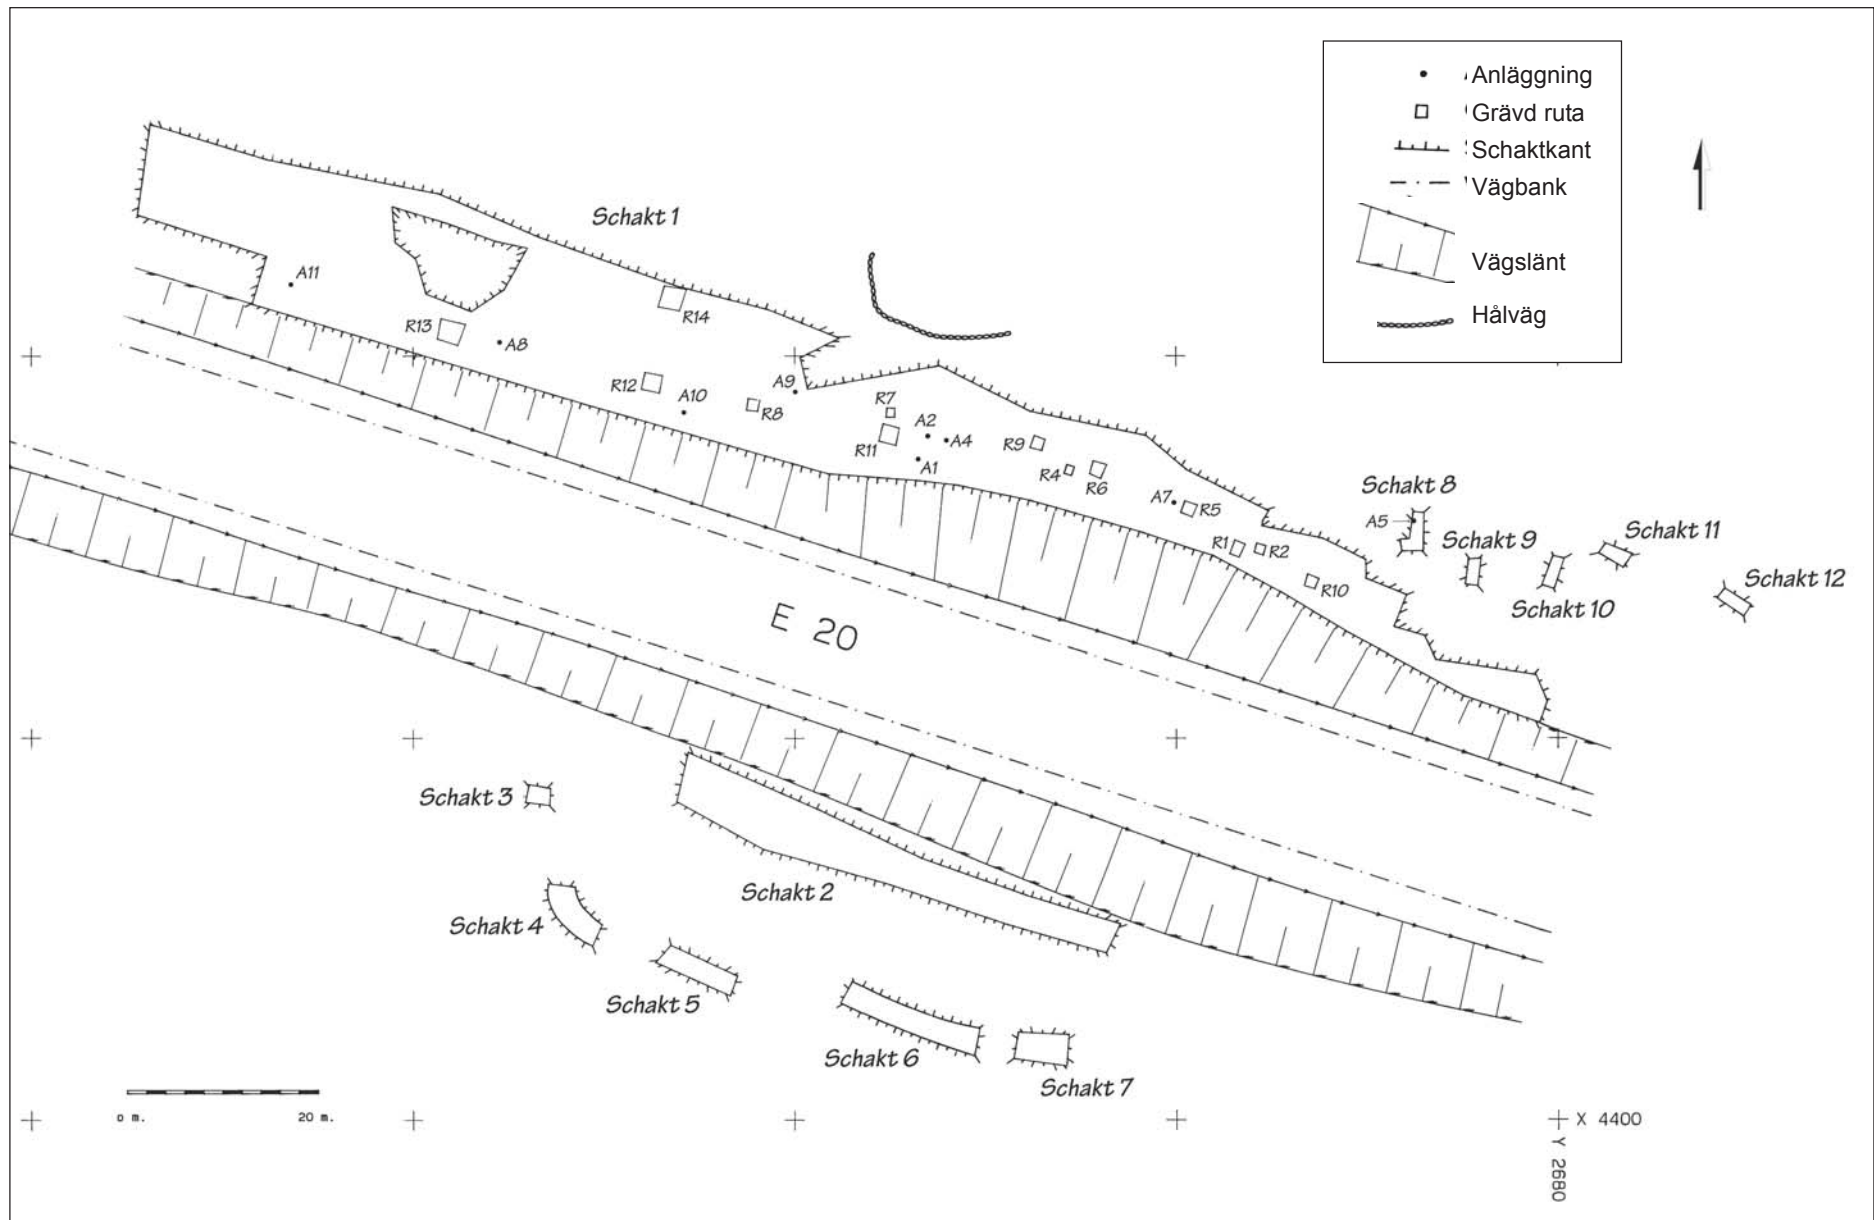 Anläggning
Grävd ruta
Schaktkant
Vägbank
Vägslänt
Hålväg
Schakt 1
A11
R13
A8
R14
R12
A10
R8
A9
R7
R11
A2
A4
A1
R9
R4
R6
A7
R5
R1
R2
R10
Schakt 8
A5
Schakt 9
Schakt 10
Schakt 11
Schakt 12
E 20
Schakt 3
Schakt 2
Schakt 4
Schakt 5
Schakt 6
Schakt 7
0 m. 20 m.
X 4400
Y 2680